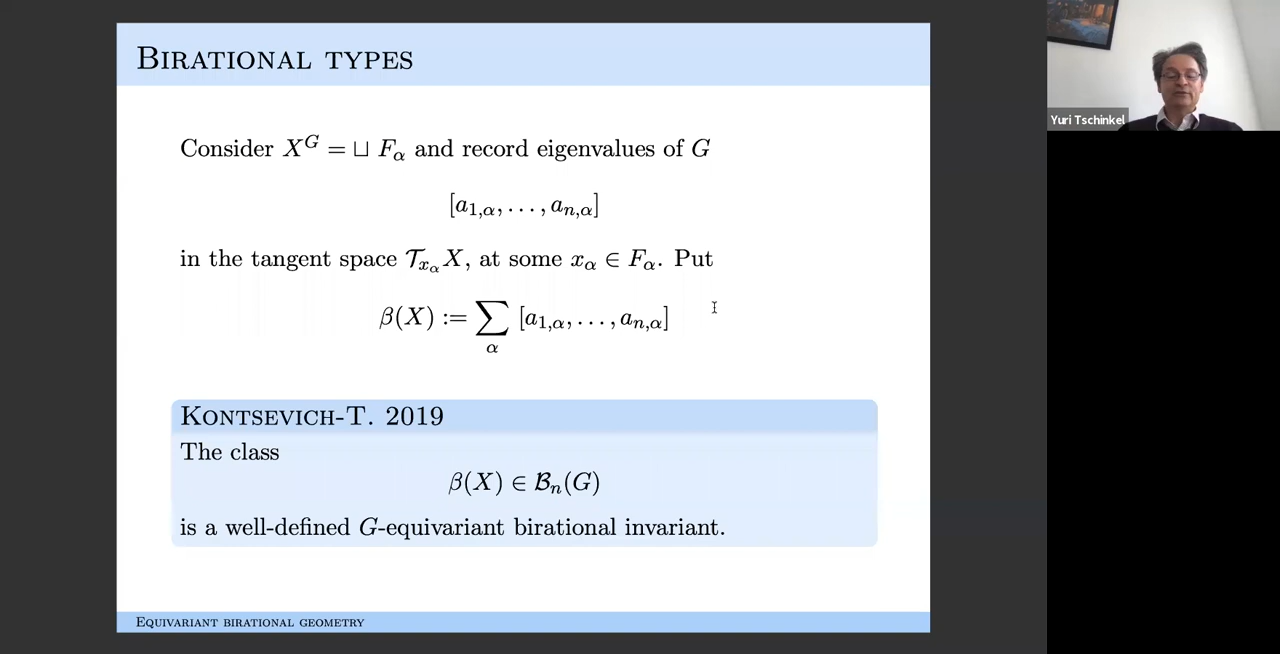 BIRATIONAL TYPES
Consider X^G = ⊔ F_α and record eigenvalues of G
[a_{1,α}, . . . , a_{n,α}]
in the tangent space 𝒯_{x_α}X, at some x_α ∈ F_α. Put
β(X) := ∑_α [a_{1,α}, . . . , a_{n,α}]
KONTSEVICH-T. 2019
The class
β(X) ∈ ℬ_n(G)
is a well-defined G-equivariant birational invariant.
EQUIVARIANT BIRATIONAL GEOMETRY
Yuri Tschinkel